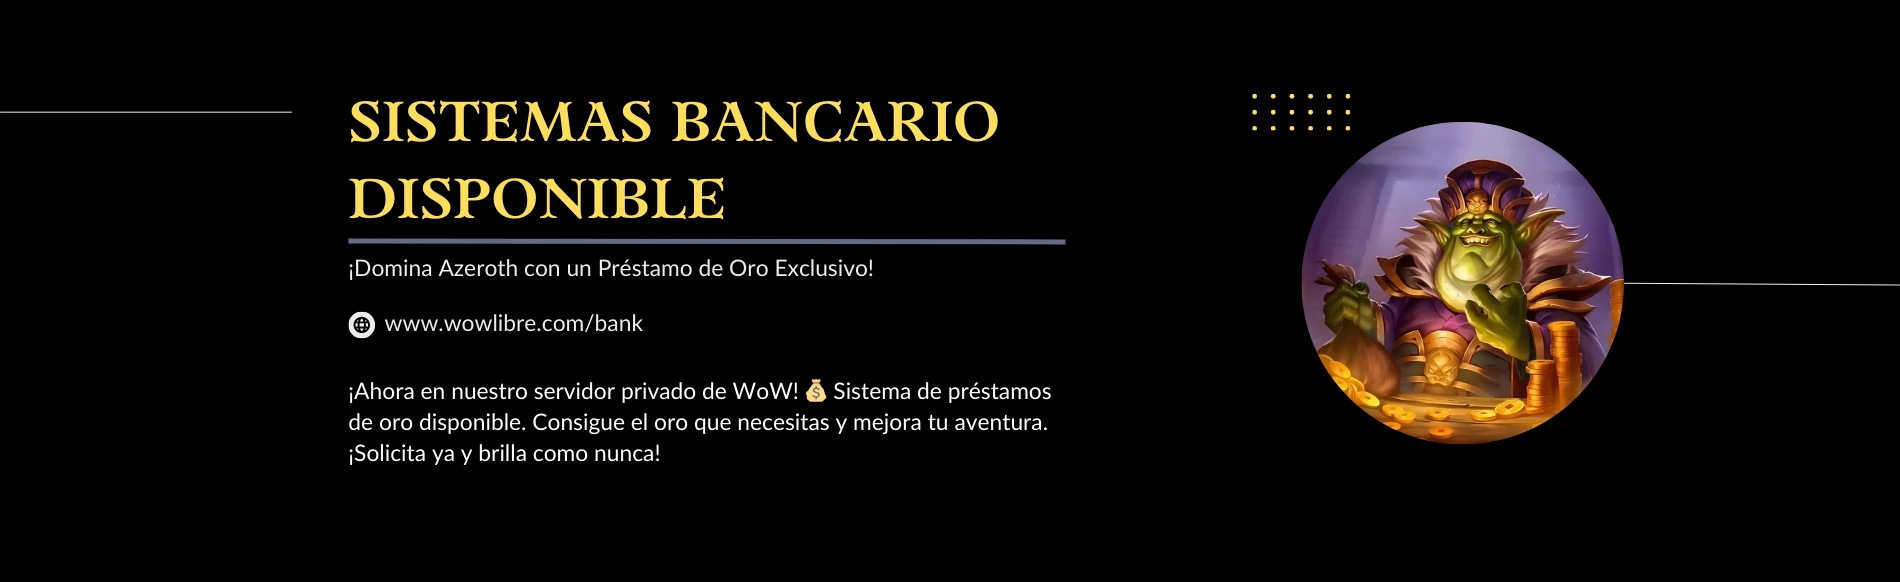 SISTEMAS BANCARIO
DISPONIBLE
¡Domina Azeroth con un Préstamo de Oro Exclusivo!
www.wowlibre.com/bank
¡Ahora en nuestro servidor privado de WoW! 💰 Sistema de préstamos
de oro disponible. Consigue el oro que necesitas y mejora tu aventura.
¡Solicita ya y brilla como nunca!